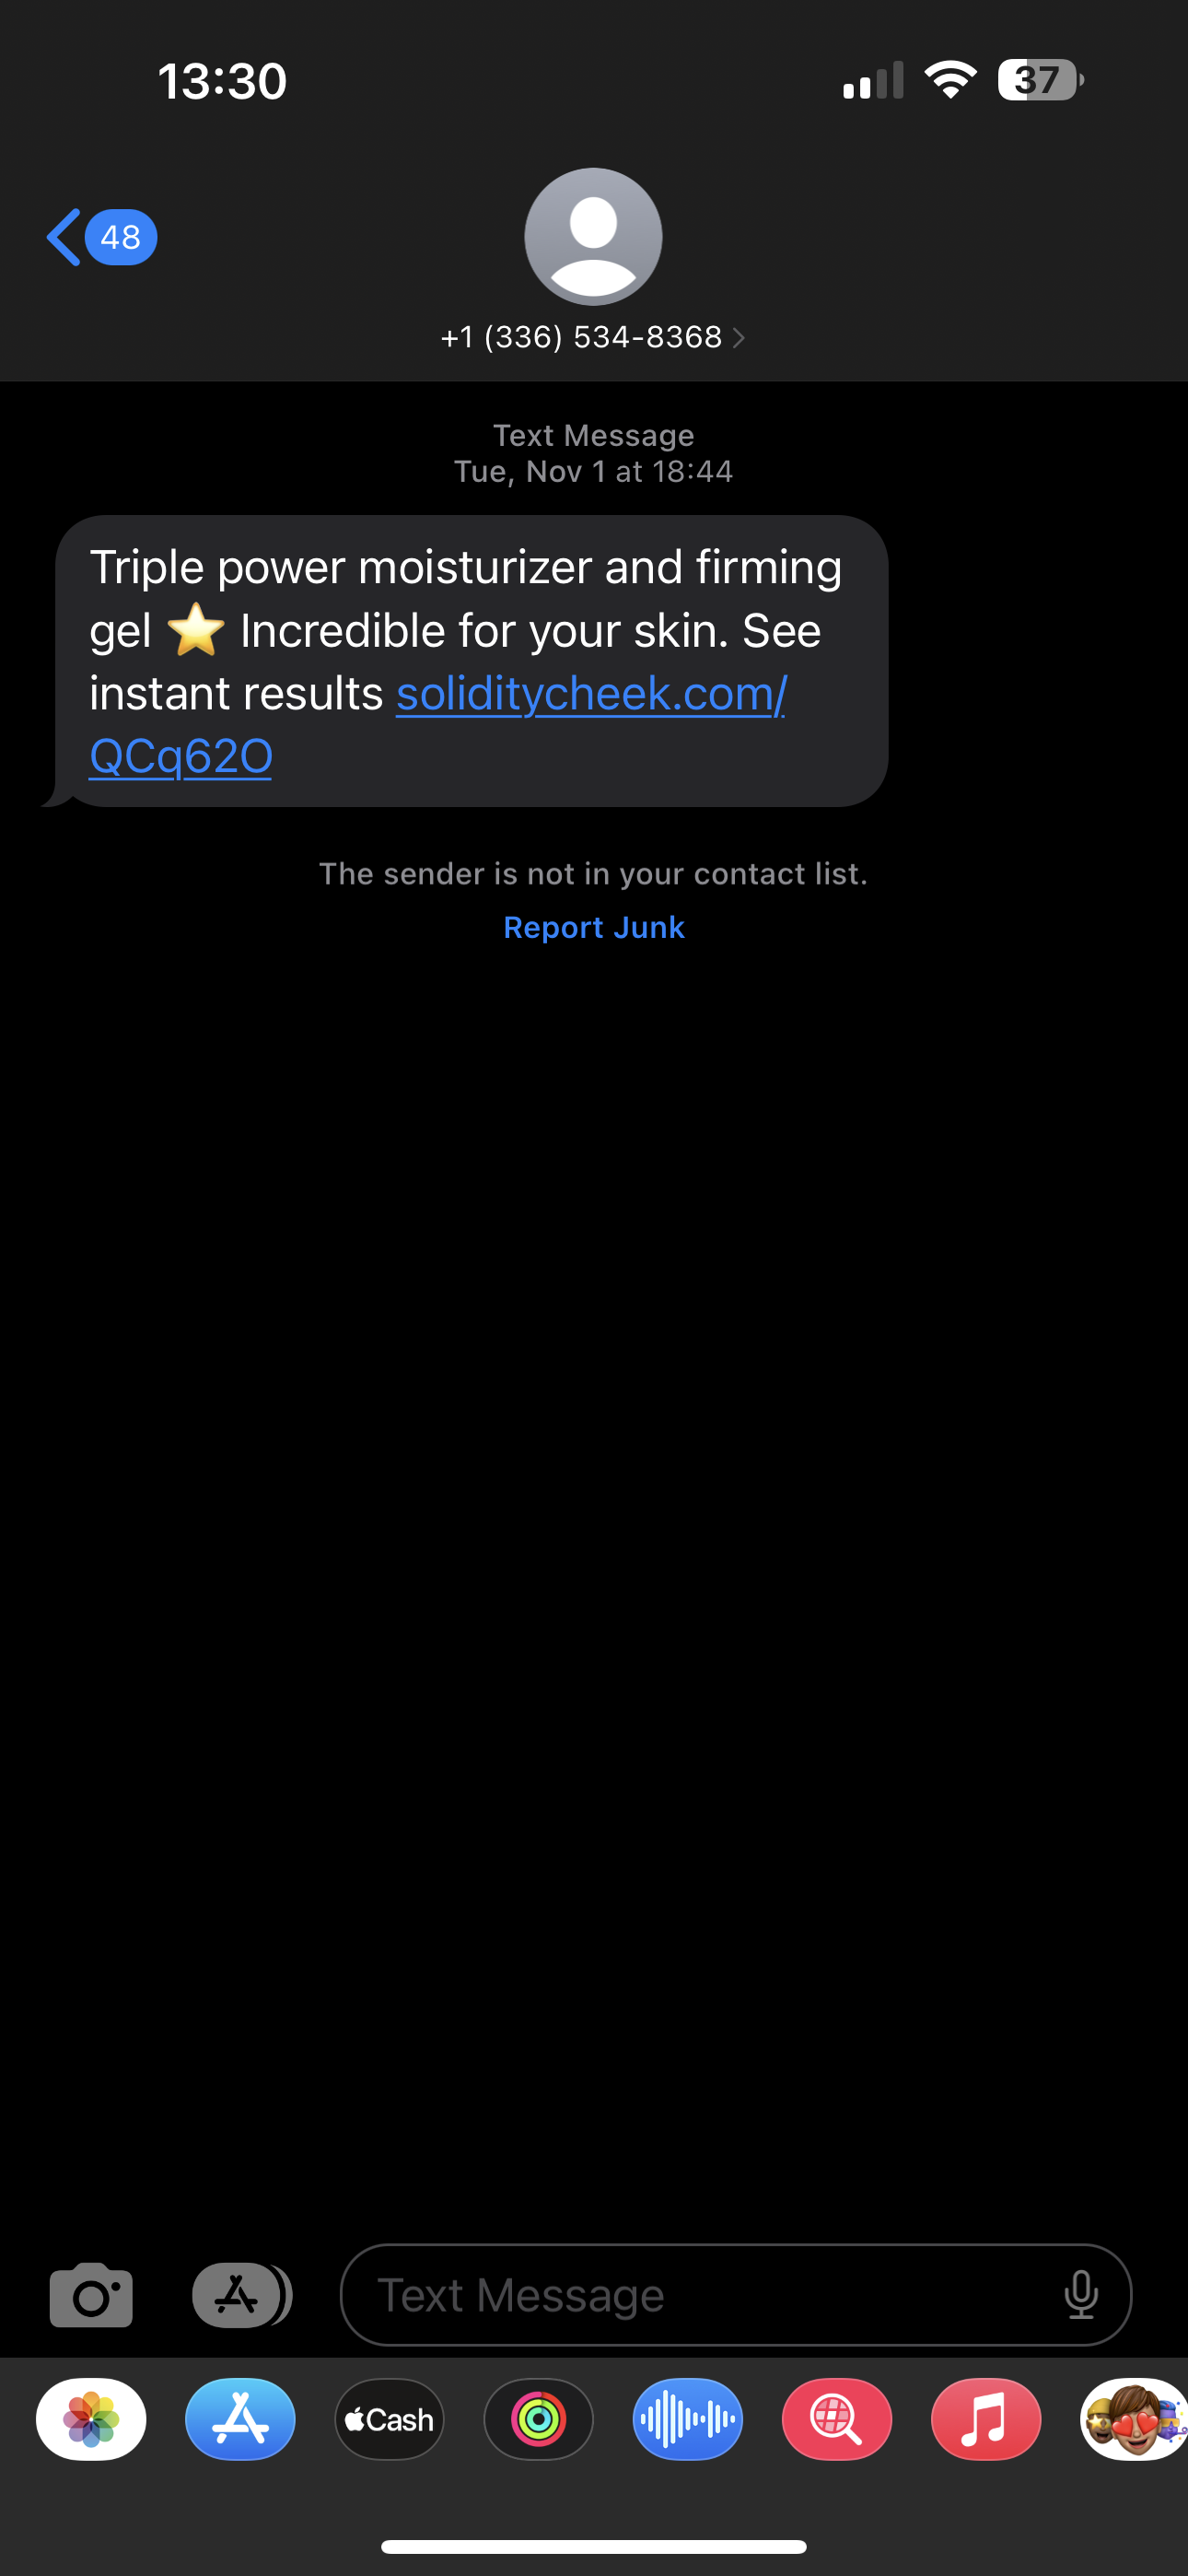 13:30
37
48
+1 (336) 534-8368
Text Message
Tue, Nov 1 at 18:44
Triple power moisturizer and firming
gel ⭐ Incredible for your skin. See
instant results soliditycheek.com/
QCq62O
The sender is not in your contact list.
Report Junk
Text Message
Cash